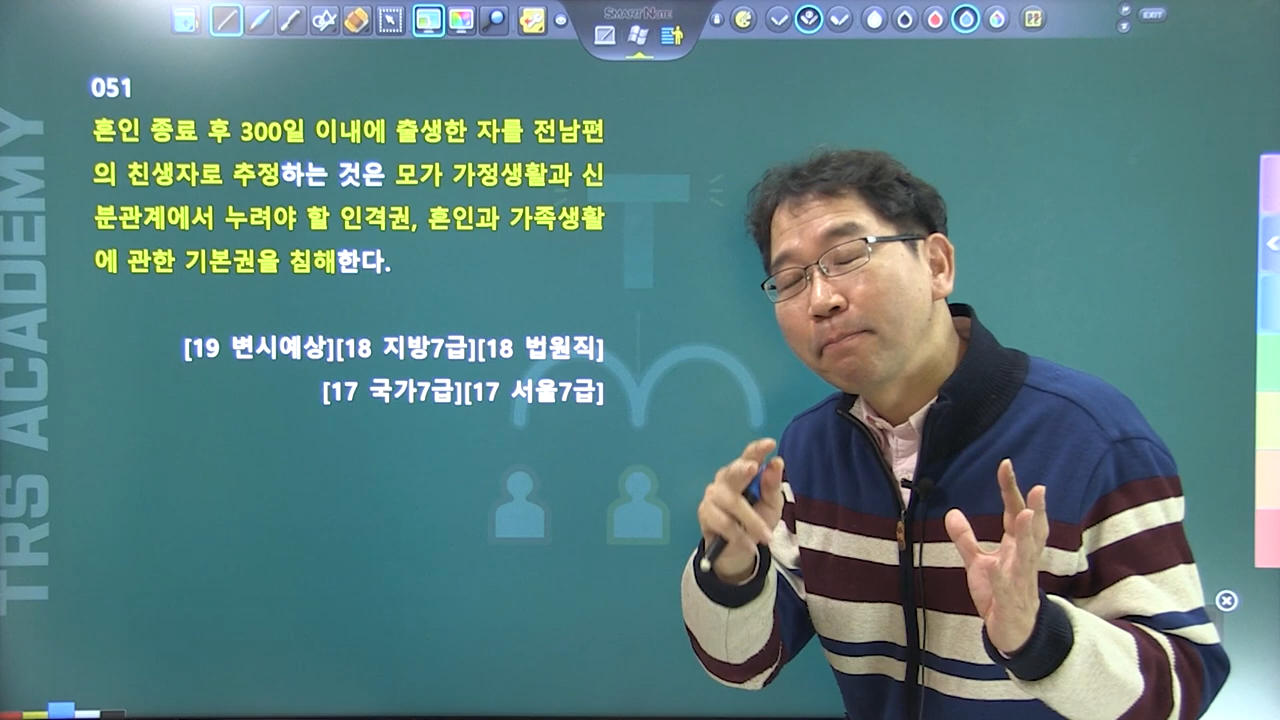 SMARTNOTE
EXIT
TRS ACADEMY
051
혼인 종료 후 300일 이내에 출생한 자를 전남편
의 친생자로 추정하는 것은 모가 가정생활과 신
분관계에서 누려야 할 인격권, 혼인과 가족생활
에 관한 기본권을 침해한다.
[19 변시예상][18 지방7급][18 법원직]
[17 국가7급][17 서울7급]